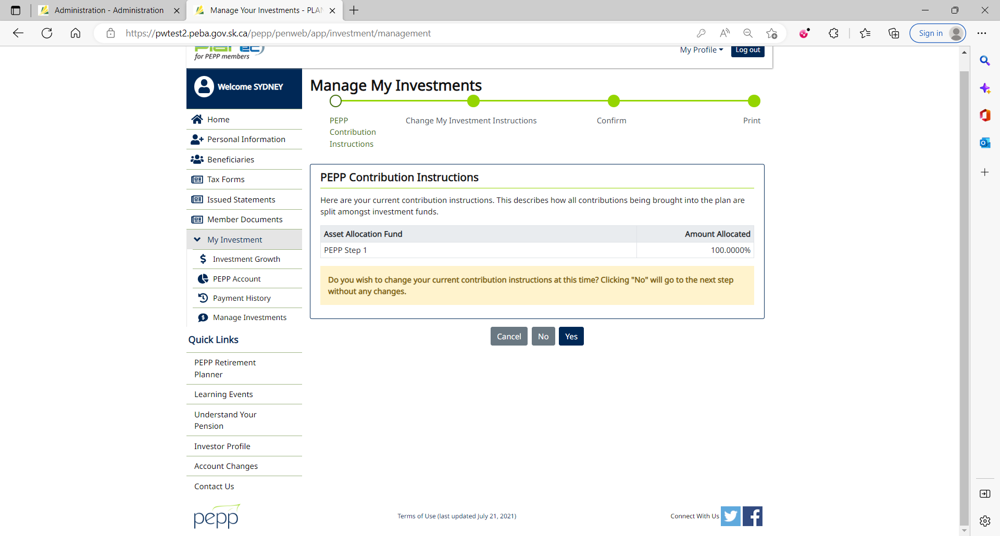 Administration - Administration
Manage Your Investments - PLAN
https://pwtest2.peba.gov.sk.ca/pepp/penweb/app/investment/management
Sign in
for PEPP members
My Profile
Log out
Welcome SYDNEY
Home
Personal Information
Beneficiaries
Tax Forms
Issued Statements
Member Documents
My Investment
Investment Growth
PEPP Account
Payment History
Manage Investments
Quick Links
PEPP Retirement
Planner
Learning Events
Understand Your
Pension
Investor Profile
Account Changes
Contact Us
Manage My Investments
PEPP
Contribution
Instructions
Change My Investment Instructions
Confirm
Print
PEPP Contribution Instructions
Here are your current contribution instructions. This describes how all contributions being brought into the plan are
split amongst investment funds.
Asset Allocation Fund Amount Allocated
PEPP Step 1 100.0000%
Do you wish to change your current contribution instructions at this time? Clicking "No" will go to the next step
without any changes.
Cancel No Yes
pepp
Terms of Use (last updated July 21, 2021)
Connect With Us